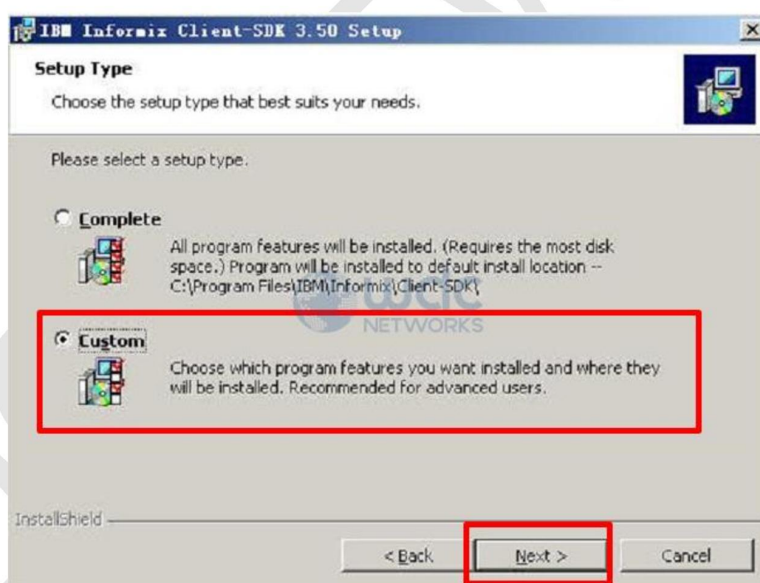 IBM Informix Client-SDK 3.50 Setup
Setup Type
Choose the setup type that best suits your needs.
Please select a setup type.
Complete
All program features will be installed. (Requires the most disk
space.) Program will be installed to default install location --
C:\Program Files\IBM\Informix\Client-SDK\
NETWORKS
Custom
Choose which program features you want installed and where they
will be installed. Recommended for advanced users.
InstallShield
< Back
Next >
Cancel